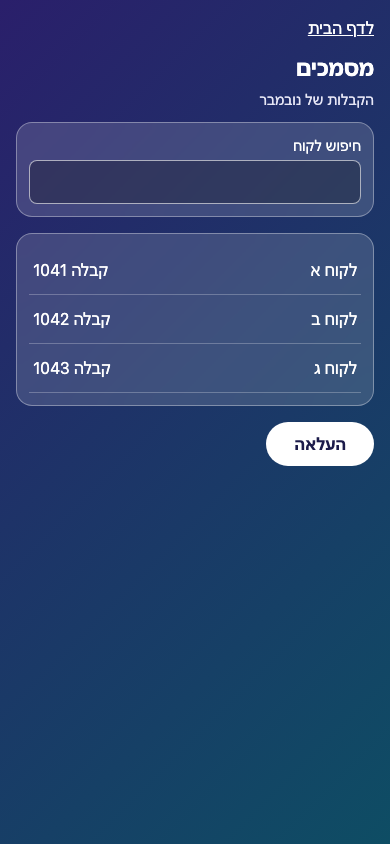 לדף הבית
מסמכים
הקבלות של נובמבר
חיפוש לקוח
לקוח א קבלה 1041
לקוח ב קבלה 1042
לקוח ג קבלה 1043
העלאה